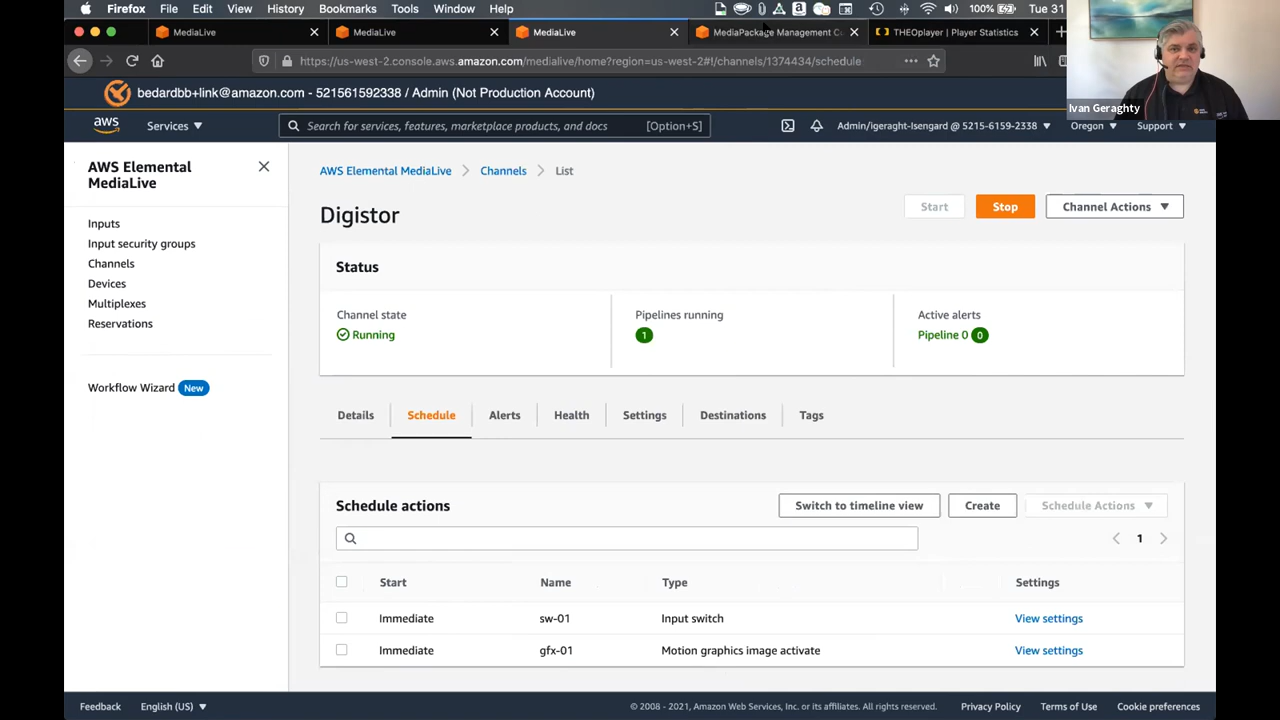 Firefox File Edit View History Bookmarks Tools Window Help 100% Tue 31
MediaLive MediaLive MediaLive MediaPackage Management THEOplayer | Player Statistics
https://us-west-2.console.aws.amazon.com/medialive/home?region=us-west-2#!/channels/1374434/schedule
bedardbb+link@amazon.com - 521561592338 / Admin (Not Production Account)
Ivan Geraghty
aws Services Search for services, features, marketplace products, and docs [Option+S] Admin/igeraght-Isengard @ 5215-6159-2338 Oregon Support
AWS Elemental
MediaLive
Inputs
Input security groups
Channels
Devices
Multiplexes
Reservations
Workflow Wizard New
AWS Elemental MediaLive Channels List
Digistor
Start Stop Channel Actions
Status
Channel state Pipelines running Active alerts
Running 1 Pipeline 0 0
Details Schedule Alerts Health Settings Destinations Tags
Schedule actions Switch to timeline view Create Schedule Actions
1
Start Name Type Settings
Immediate sw-01 Input switch View settings
Immediate gfx-01 Motion graphics image activate View settings
Feedback English (US) © 2008 - 2021, Amazon Web Services, Inc. or its affiliates. All rights reserved. Privacy Policy Terms of Use Cookie preferences